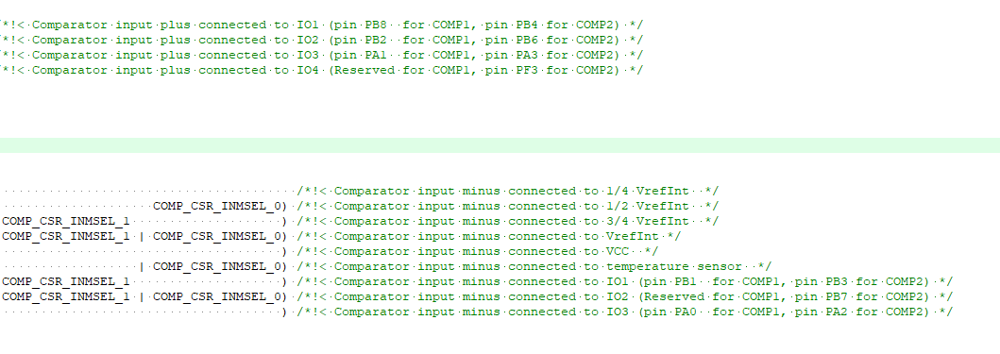 *!< Comparator input plus connected to IO1 (pin PB8  for COMP1, pin PB4 for COMP2) */
*!< Comparator input plus connected to IO2 (pin PB2  for COMP1, pin PB6 for COMP2) */
*!< Comparator input plus connected to IO3 (pin PA1  for COMP1, pin PA3 for COMP2) */
*!< Comparator input plus connected to IO4 (Reserved for COMP1, pin PF3 for COMP2) */
/*!< Comparator input minus connected to 1/4 VrefInt  */
COMP_CSR_INMSEL_0) /*!< Comparator input minus connected to 1/2 VrefInt  */
COMP_CSR_INMSEL_1                    ) /*!< Comparator input minus connected to 3/4 VrefInt  */
COMP_CSR_INMSEL_1 | COMP_CSR_INMSEL_0) /*!< Comparator input minus connected to VrefInt */
) /*!< Comparator input minus connected to VCC  */
| COMP_CSR_INMSEL_0) /*!< Comparator input minus connected to temperature sensor  */
COMP_CSR_INMSEL_1                    ) /*!< Comparator input minus connected to IO1 (pin PB1  for COMP1, pin PB3 for COMP2) */
COMP_CSR_INMSEL_1 | COMP_CSR_INMSEL_0) /*!< Comparator input minus connected to IO2 (Reserved for COMP1, pin PB7 for COMP2) */
) /*!< Comparator input minus connected to IO3 (pin PA0  for COMP1, pin PA2 for COMP2) */